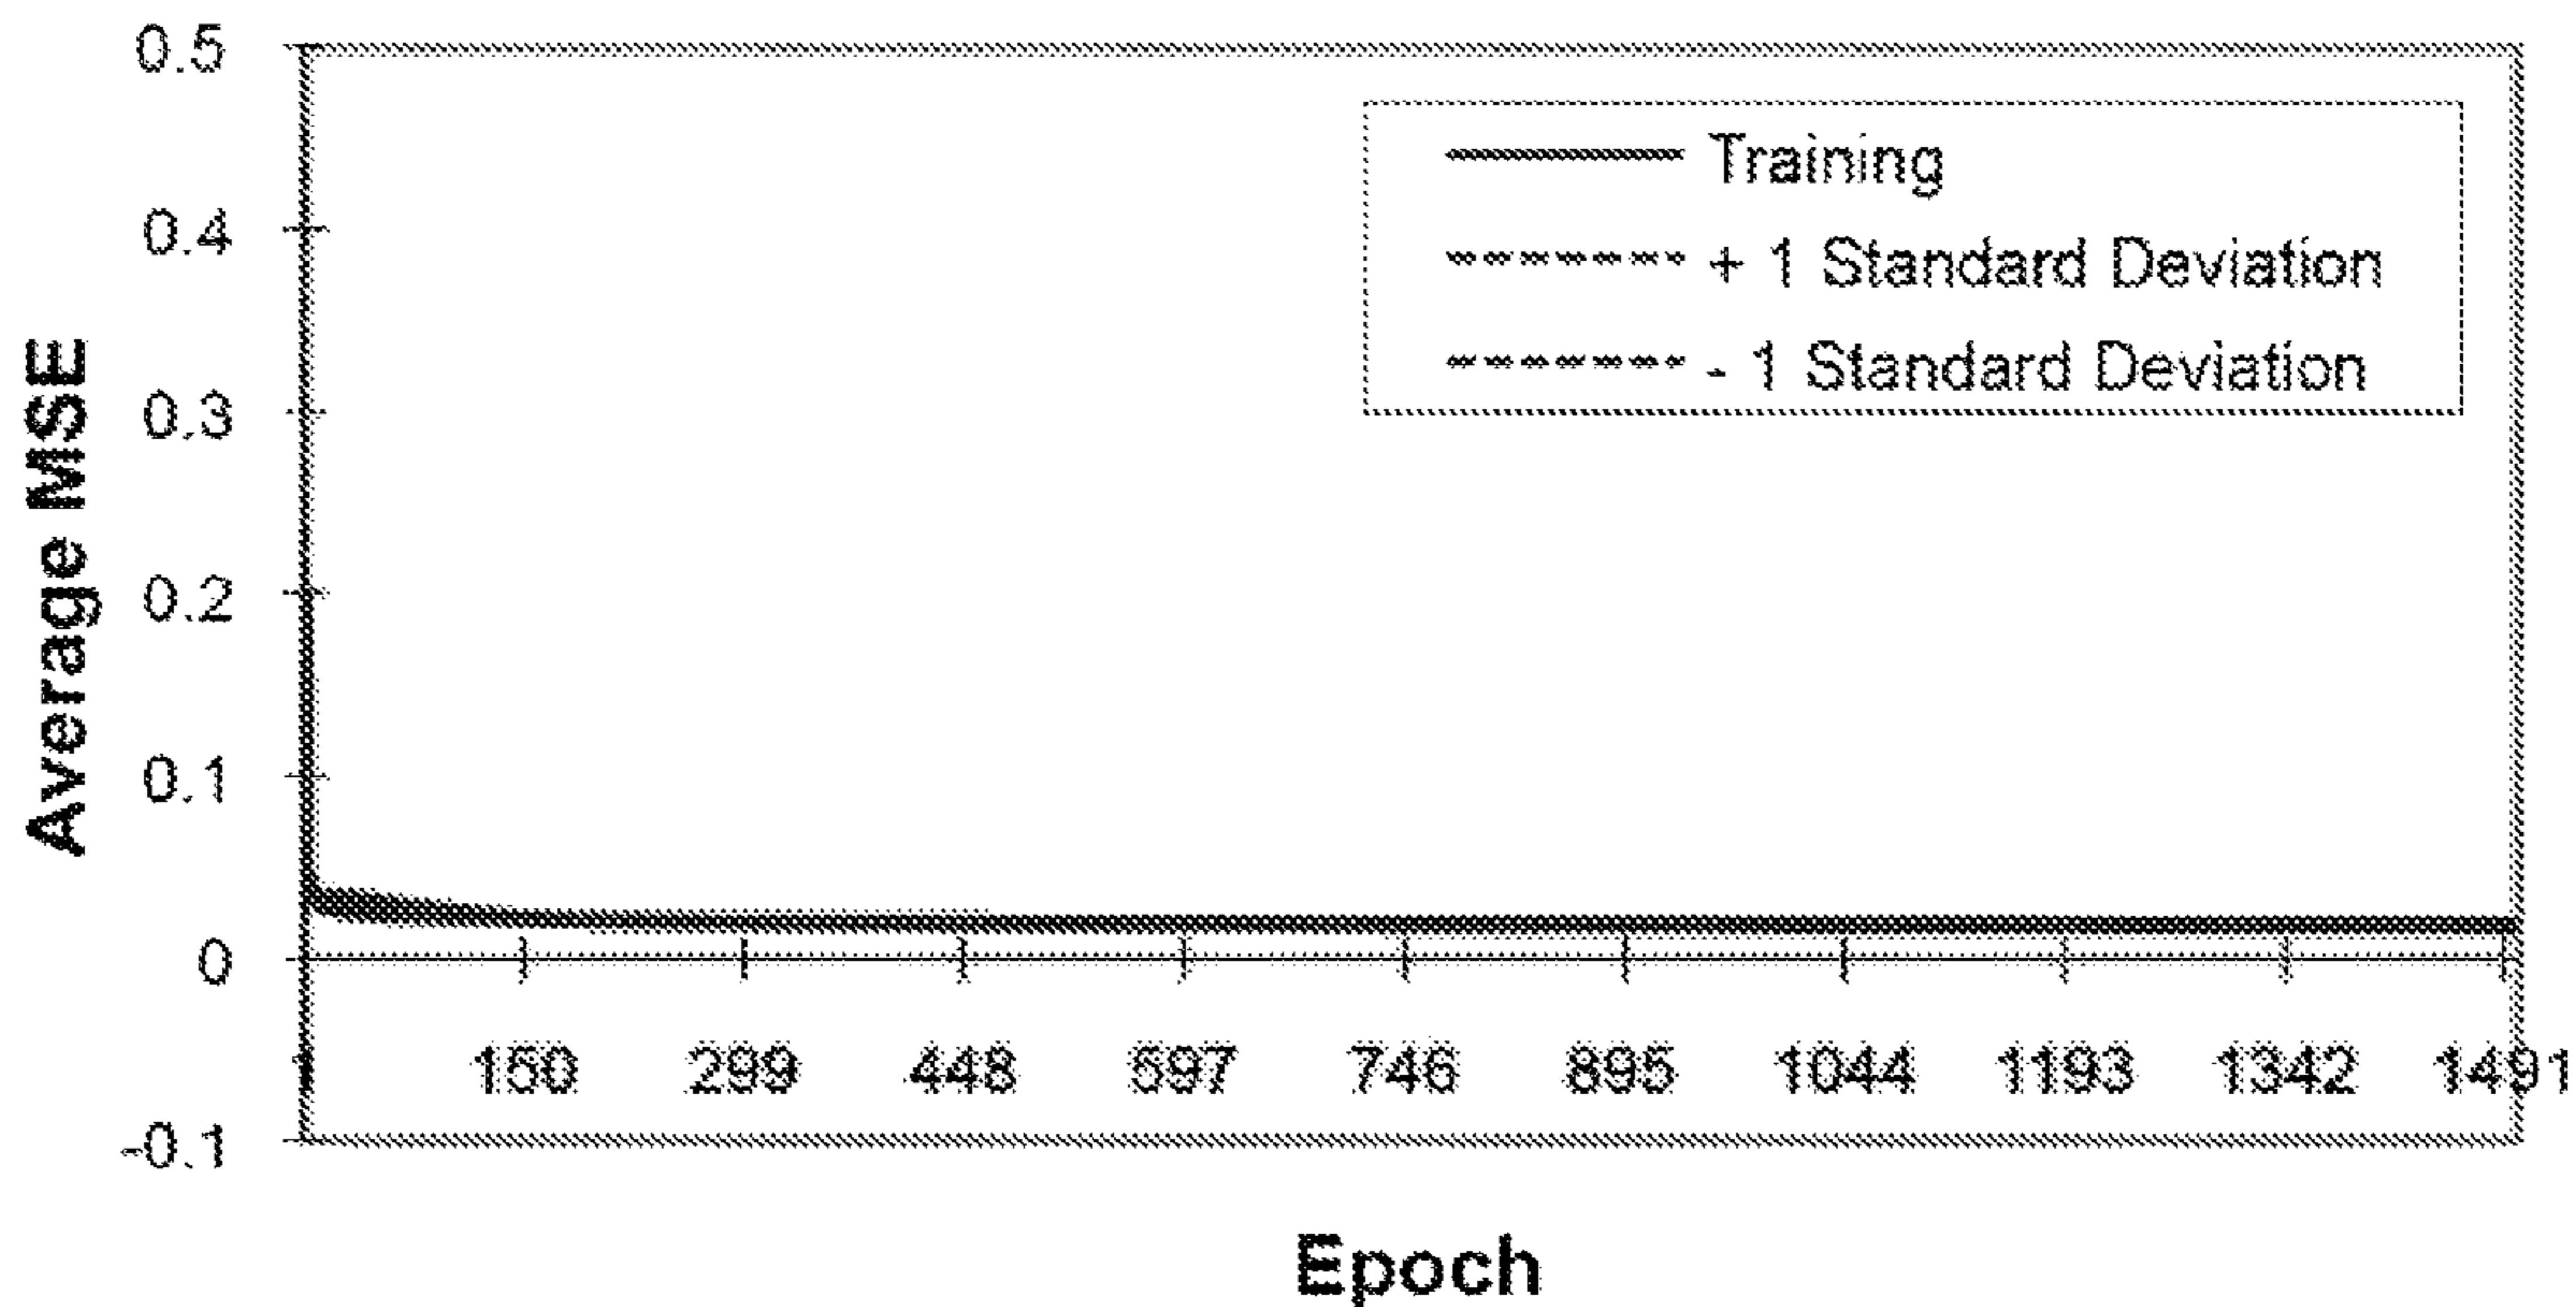 0.5
0.4
0.3
0.2
0.1
0
-0.1
Average MSE
Training
+ 1 Standard Deviation
- 1 Standard Deviation
1 150 299 448 597 746 895 1044 1193 1342 1491
Epoch